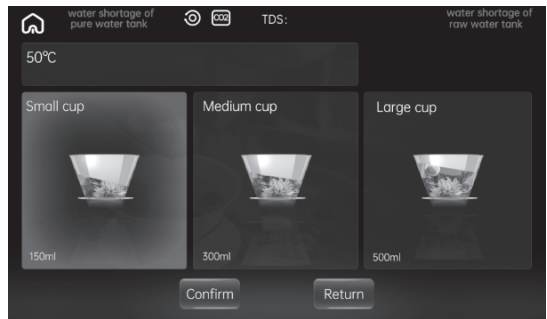 water shortage of
pure water tank
CO2
TDS:
water shortage of
raw water tank
50°C
Small cup
Medium cup
Large cup
150ml
300ml
500ml
Confirm
Return